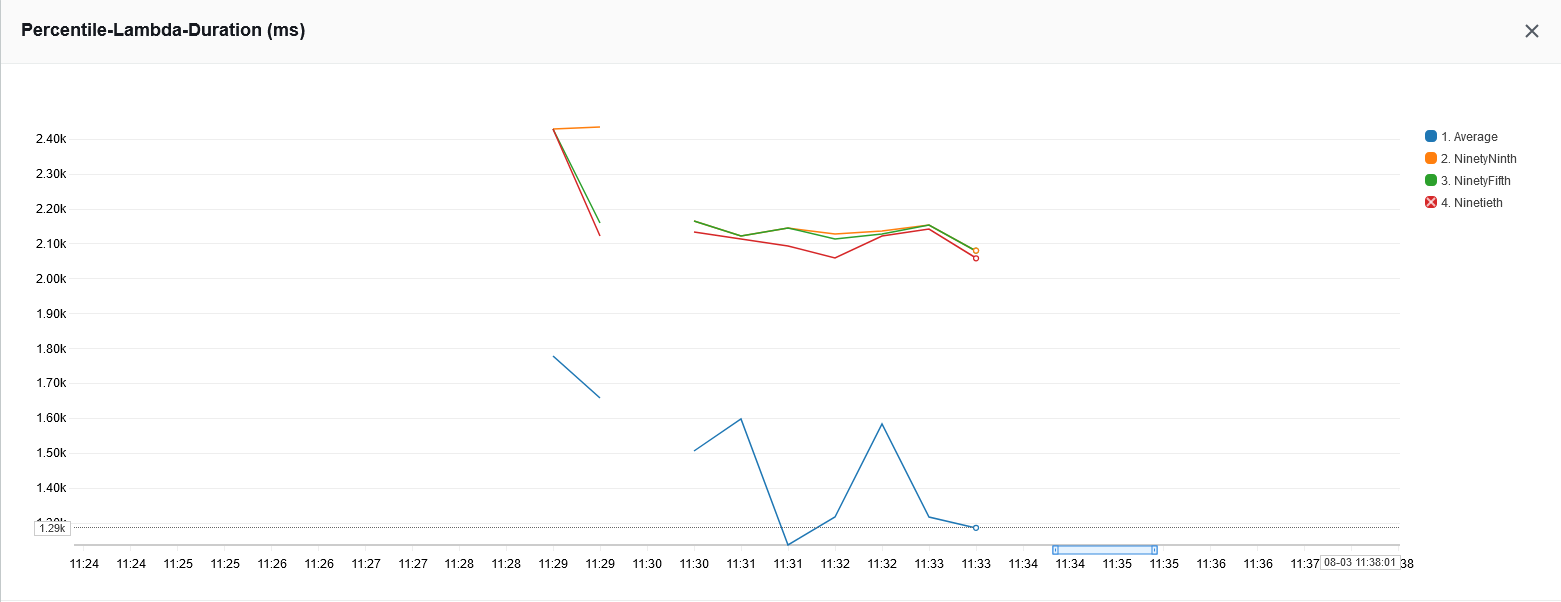 Percentile-Lambda-Duration (ms)
2.40k
2.30k
2.20k
2.10k
2.00k
1.90k
1.80k
1.70k
1.60k
1.50k
1.40k
1.29k
1. Average
2. NinetyNinth
3. NinetyFifth
4. Ninetieth
11:24 11:24 11:25 11:25 11:26 11:26 11:27 11:27 11:28 11:28 11:29 11:29 11:30 11:30 11:31 11:31 11:32 11:32 11:33 11:33 11:34 11:34 11:35 11:35 11:36 11:36 11:37 08-03 11:38:01 38